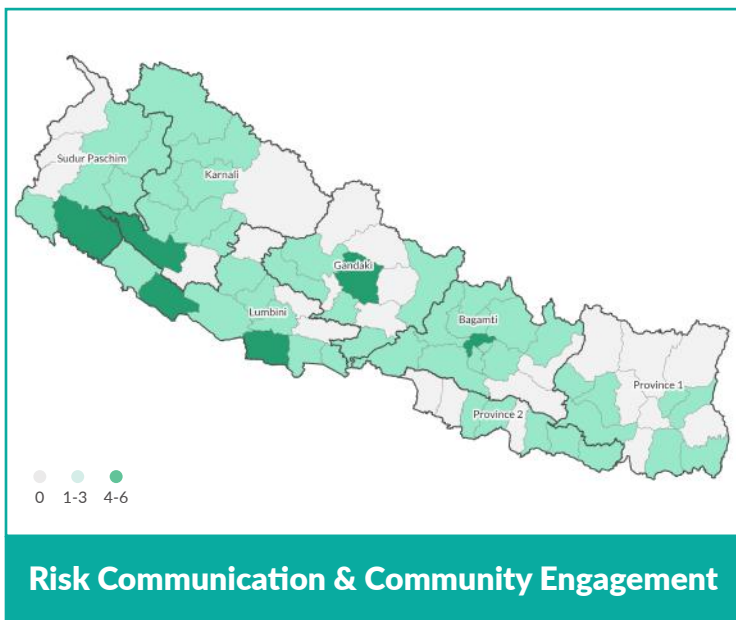 Sudur Paschim
Karnali
Gandaki
Lumbini
Bagamti
Province 1
Province 2
0 1-3 4-6
Risk Communication & Community Engagement